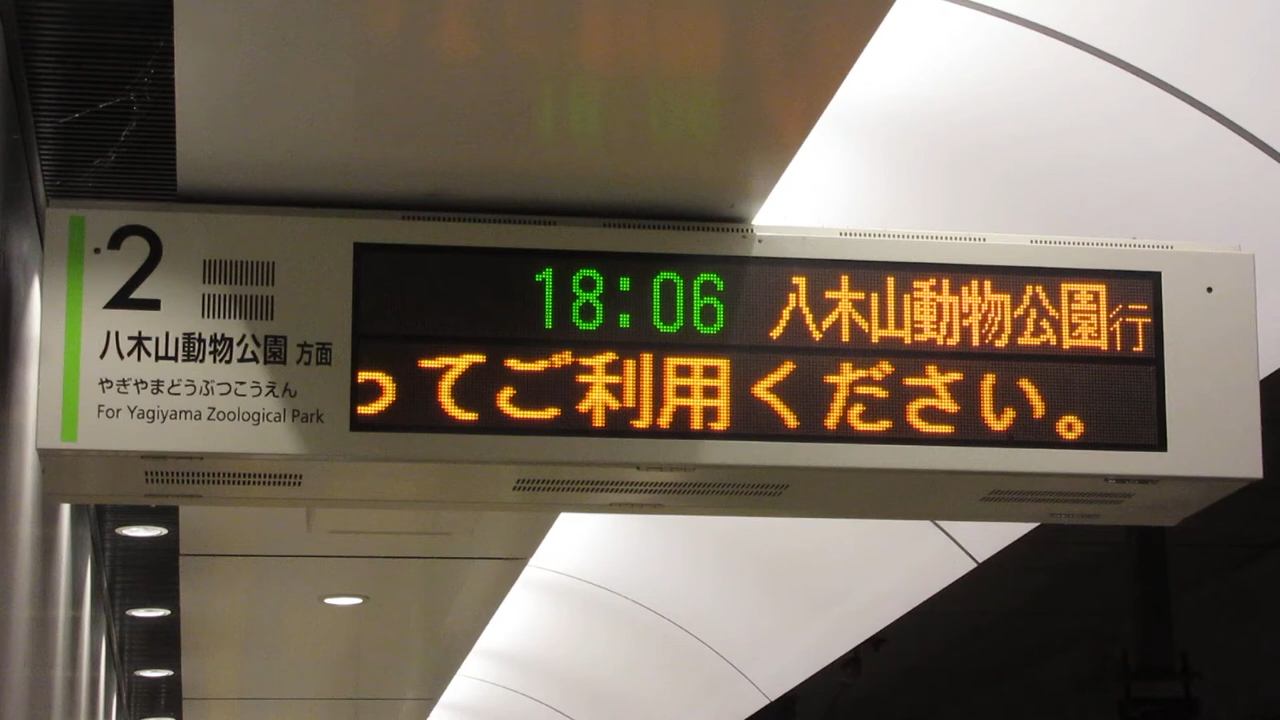 2
八木山動物公園 方面
やぎやまどうぶつこうえん
For Yagiyama Zoological Park
18:06 八木山動物公園行
ってご利用ください。